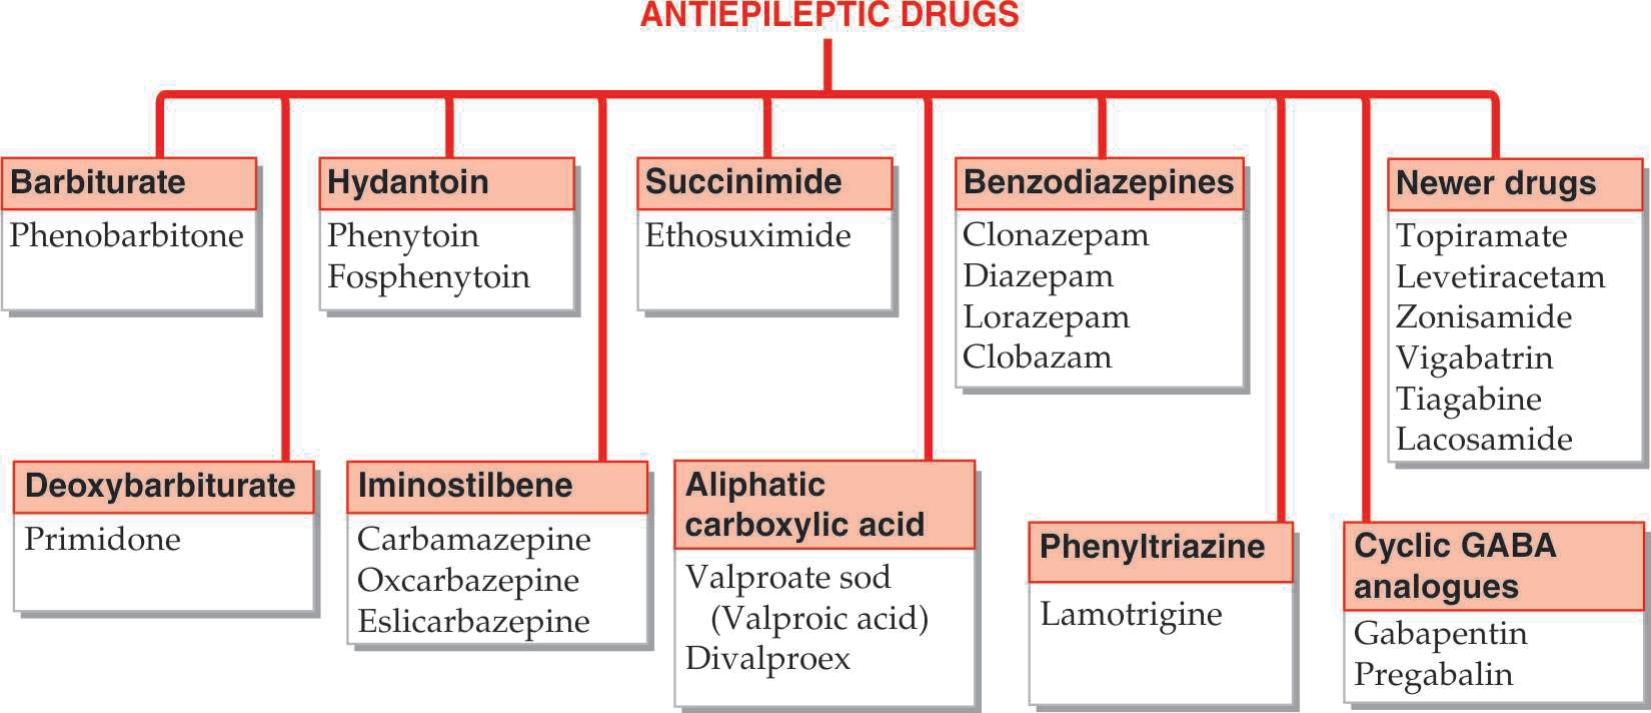 ANTIEPILEPTIC DRUGS
Barbiturate
Phenobarbitone
Hydantoin
Phenytoin
Fosphenytoin
Succinimide
Ethosuximide
Benzodiazepines
Clonazepam
Diazepam
Lorazepam
Clobazam
Newer drugs
Topiramate
Levetiracetam
Zonisamide
Vigabatrin
Tiagabine
Lacosamide
Deoxybarbiturate
Primidone
Iminostilbene
Carbamazepine
Oxcarbazepine
Eslicarbazepine
Aliphatic
carboxylic acid
Valproate sod
(Valproic acid)
Divalproex
Phenyltriazine
Lamotrigine
Cyclic GABA
analogues
Gabapentin
Pregabalin